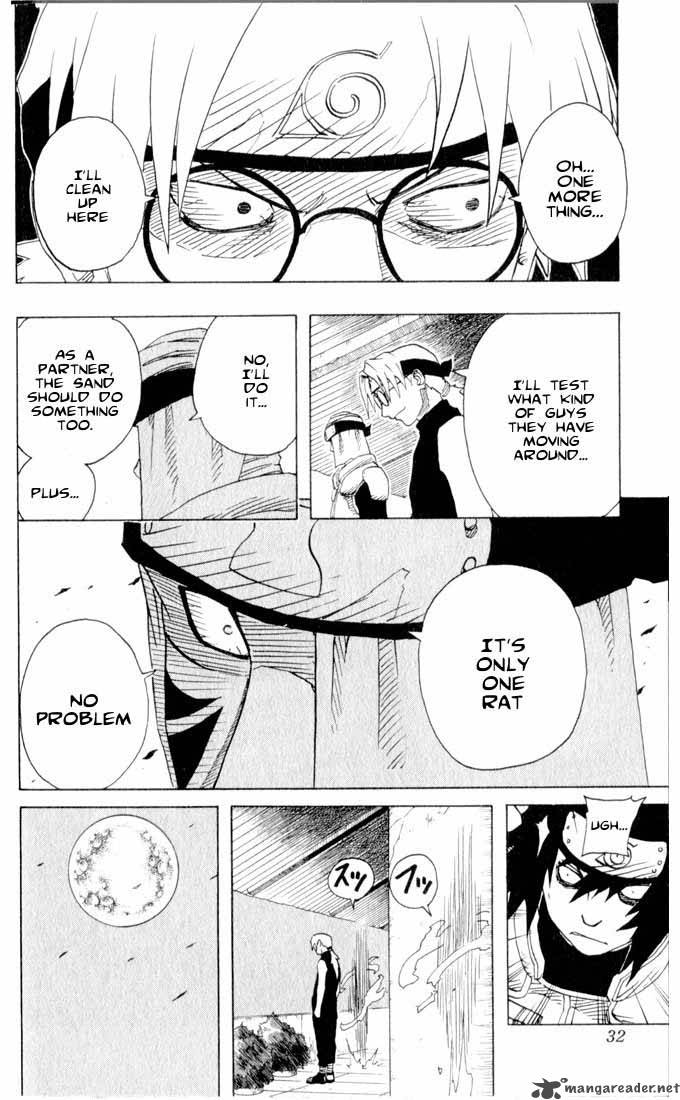 OH...
ONE
MORE
THING...
I'LL
CLEAN
UP
HERE
I'LL TEST
WHAT KIND
OF GUYS
THEY HAVE
MOVING
AROUND...
NO,
I'LL
DO
IT...
AS A
PARTNER,
THE SAND
SHOULD DO
SOMETHING
TOO.
PLUS...
IT'S
ONLY
ONE
RAT
NO
PROBLEM
UGH...
フッ
スッ
32
mangareader.net